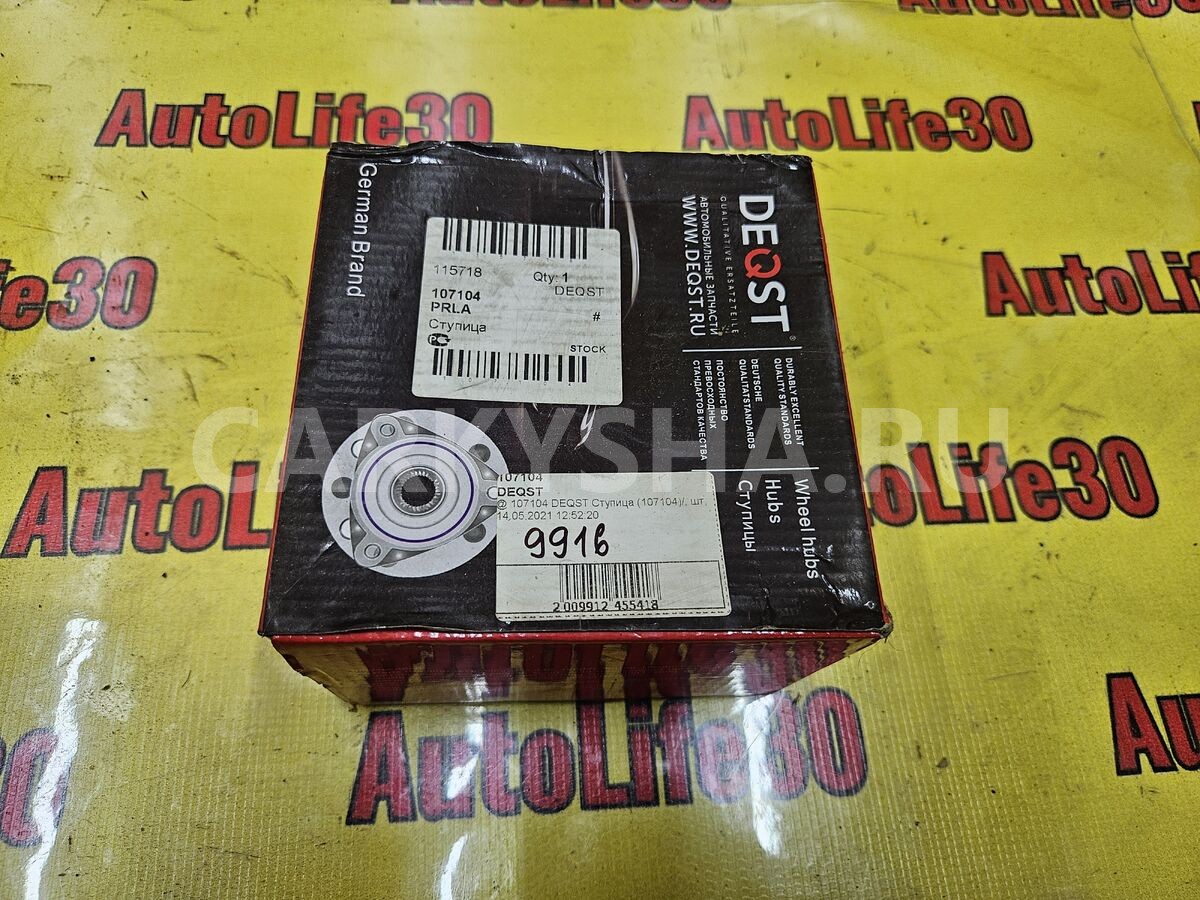 AutoLife30
AutoLife30
German Brand
115718
Qty: 1
DEQST
107104
PRLA
#
Ступица
РСТ
STOCK
DEQST®
QUALITATIVE ERSATZTEILE
АВТОМОБИЛЬНЫЕ ЗАПЧАСТИ
WWW.DEQST.RU
DURABLY EXCELLENT
QUALITY STANDARDS
DEUTSCHE
QUALITATSTANDARDS
ПОСТОЯНСТВО
ПРЕВОСХОДНЫХ
СТАНДАРТОВ КАЧЕСТВА
Wheel hubs
Hubs
Ступицы
107104
DEQST
@ 107104 DEQST Ступица (107104)/, шт.
14.05.2021 12:52:20
9916
2 009912 455418
CARKYSHA.RU
AutoLife30
AutoLife30
AutoLife30